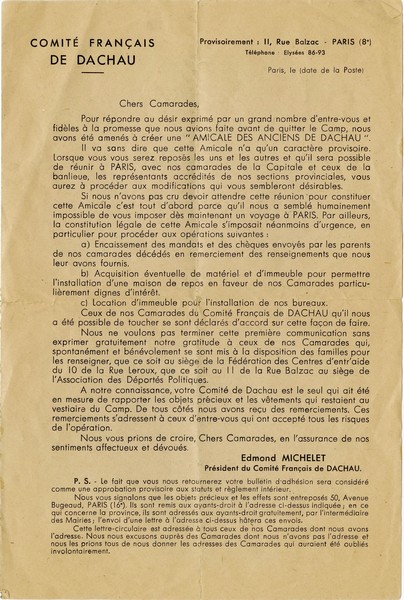 COMITÉ FRANÇAIS
DE DACHAU
Provisoirement : 11, Rue Balzac - PARIS (8e)
Téléphone : Elysées 86-93
Paris, le (date de la Poste)
Chers Camarades,
Pour répondre au désir exprimé par un grand nombre d'entre-vous et
fidèles à la promesse que nous avions faite avant de quitter le Camp, nous
avons été amenés à créer une "AMICALE DES ANCIENS DE DACHAU".
Il va sans dire que cette Amicale n'a qu'un caractère provisoire.
Lorsque vous vous serez reposés les uns et les autres et qu'il sera possible
de réunir à PARIS, avec nos camarades de la Capitale et ceux de la
banlieue, les représentants accrédités de nos sections provinciales, vous
aurez à procéder aux modifications qui vous sembleront désirables.
Si nous n'avons pas cru devoir attendre cette réunion pour constituer
cette Amicale c'est tout d'abord parce qu'il nous a semblé humainement
impossible de vous imposer dès maintenant un voyage à PARIS. Par ailleurs,
la constitution légale de cette Amicale s'imposait néanmoins d'urgence, en
particulier pour procéder aux opérations suivantes :
a) Encaissement des mandats et des chèques envoyés par les parents
de nos camarades décédés en remerciement des renseignements que nous
leur avons fournis.
b) Acquisition éventuelle de matériel et d'immeuble pour permettre
l'installation d'une maison de repos en faveur de nos Camarades particu-
lièrement dignes d'intérêt.
c) Location d'immeuble pour l'installation de nos bureaux.
Ceux de nos Camarades du Comité Français de DACHAU qu'il nous
a été possible de toucher se sont déclarés d'accord sur cette façon de faire.
Nous ne voulons pas terminer cette première communication sans
exprimer gratuitement notre gratitude à ceux de nos Camarades qui,
spontanément et bénévolement se sont mis à la disposition des familles pour
les renseigner, que ce soit au siège de la Fédération des Centres d'entr'aide
du 10 de la Rue Leroux, que ce soit au 11 de la Rue Balzac au siège de
l'Association des Déportés Politiques.
A notre connaissance, votre Comité de Dachau est le seul qui ait été
en mesure de rapporter les objets précieux et les vêtements qui restaient au
vestiaire du Camp. De tous côtés nous avons reçu des remerciements. Ces
remerciements s'adressent à ceux d'entre-vous qui ont accepté tous les risques
de l'opération.
Nous vous prions de croire, Chers Camarades, en l'assurance de nos
sentiments affectueux et dévoués.
Edmond MICHELET
Président du Comité Français de DACHAU.
P. S. - Le fait que vous nous retournerez votre bulletin d'adhésion sera considéré
comme une approbation provisoire aux statuts et règlement intérieur.
Nous vous signalons que les objets précieux et les effets sont entreposés 50, Avenue
Bugeaud, PARIS (16e). Ils sont remis aux ayants-droit à l'adresse ci-dessus indiquée ; en ce
qui concerne la province, ils sont adressés aux ayants-droit gratuitement, par l'intermédiaire
des Mairies ; l'envoi d'une lettre à l'adresse ci-dessus hâtera ces envois.
Cette lettre-circulaire est adressée à tous ceux de nos Camarades dont nous avons
l'adresse. Nous nous excusons auprès des Camarades dont nous n'avons pas l'adresse et
nous les prions tous de nous donner les adresses des Camarades qui auraient été oubliés
involontairement.